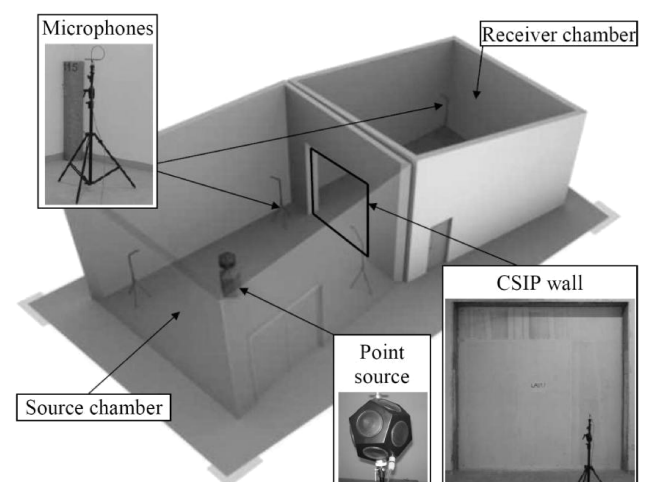 Microphones
Receiver chamber
CSIP wall
Point
source
Source chamber